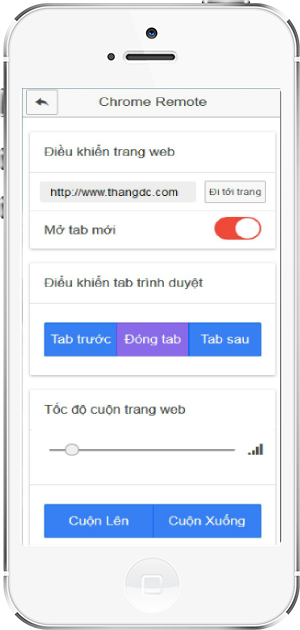 Chrome Remote
Điều khiển trang web
http://www.thangdc.com Đi tới trang
Mở tab mới
Điểu khiển tab trình duyệt
Tab trước Đóng tab Tab sau
Tốc độ cuộn trang web
Cuộn Lên Cuộn Xuống